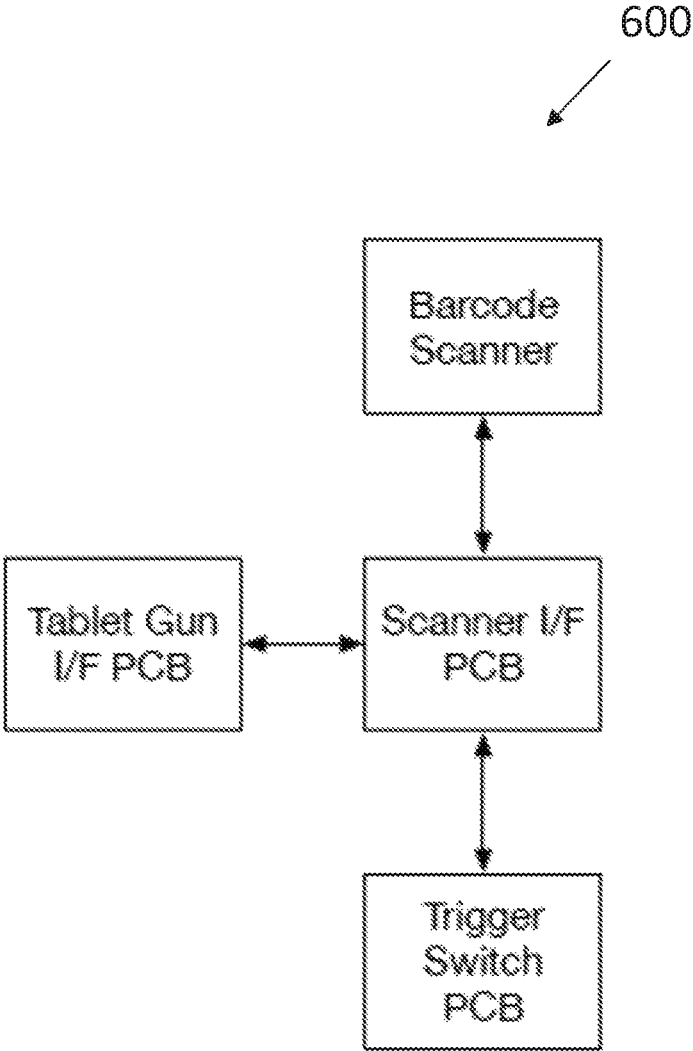 600
Barcode
Scanner
Tablet Gun
I/F PCB
Scanner I/F
PCB
Trigger
Switch
PCB